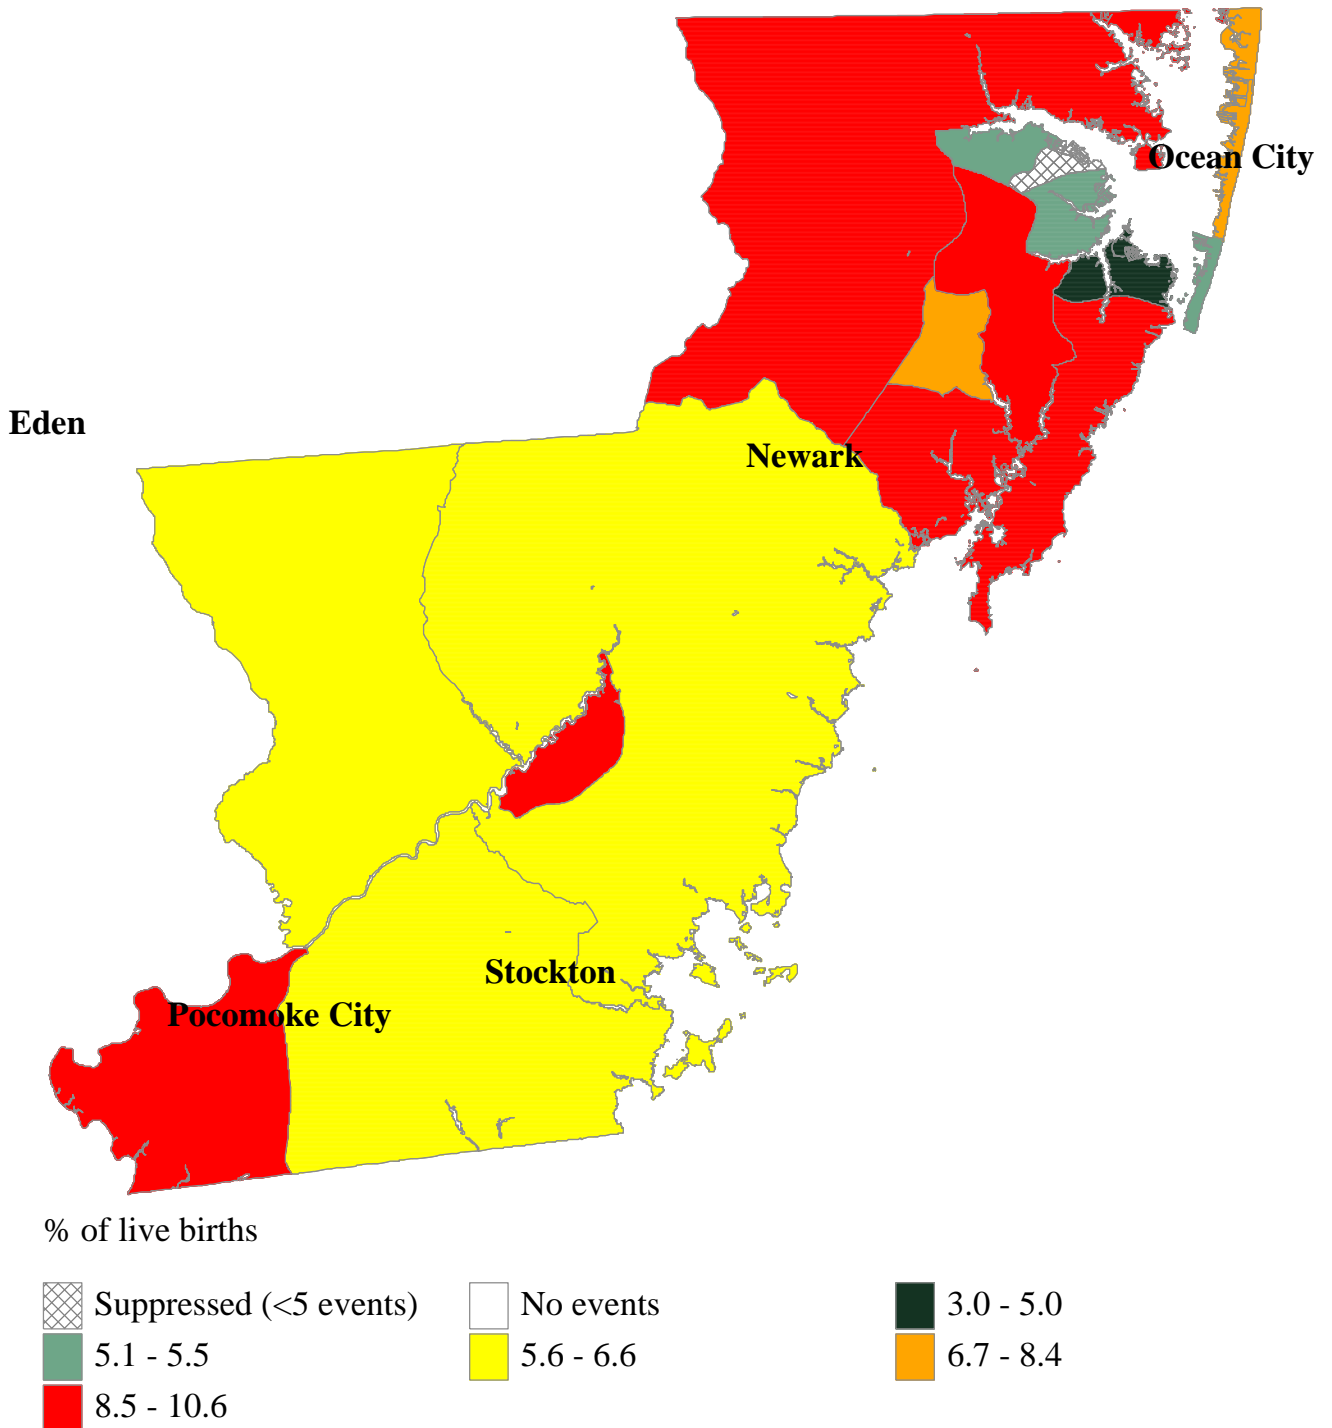 Ocean City
Eden
Newark
Stockton
Pocomoke City
% of live births
Suppressed (<5 events)
No events
3.0 - 5.0
5.1 - 5.5
5.6 - 6.6
6.7 - 8.4
8.5 - 10.6